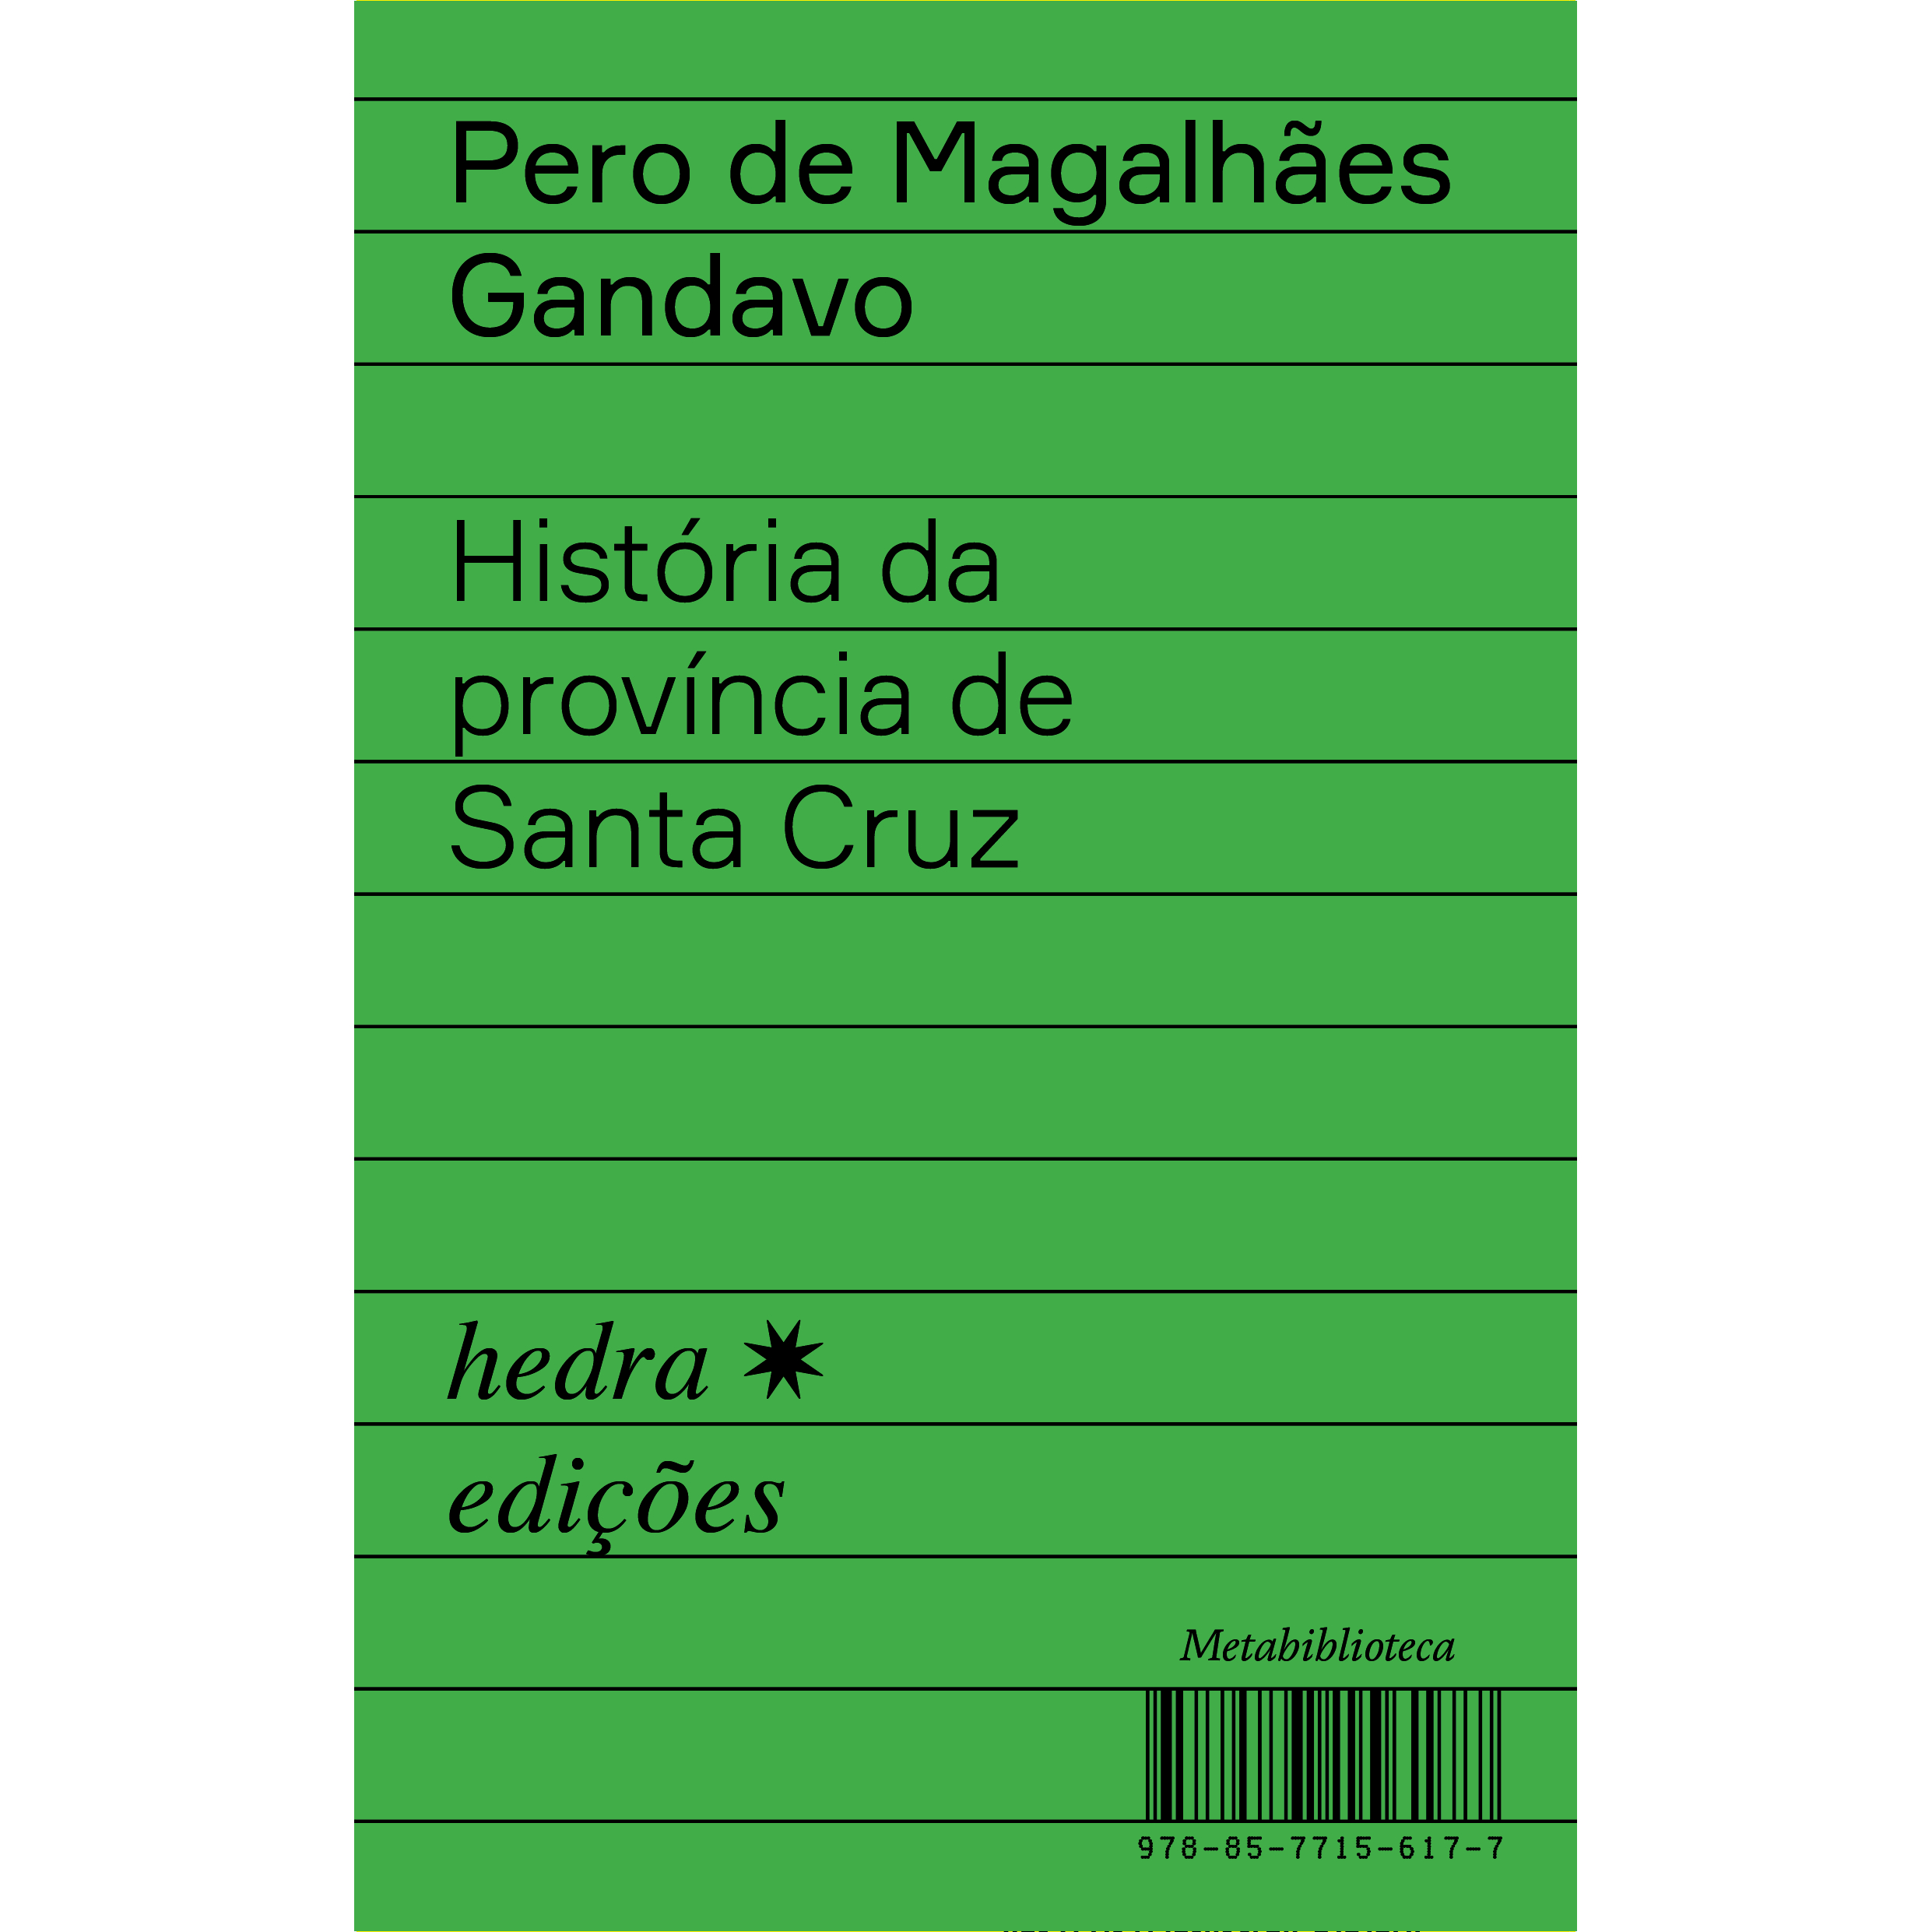 Pero de Magalhães
Gandavo
História da
província de
Santa Cruz
hedra
edições
Metabiblioteca
978-85-7715-617-7